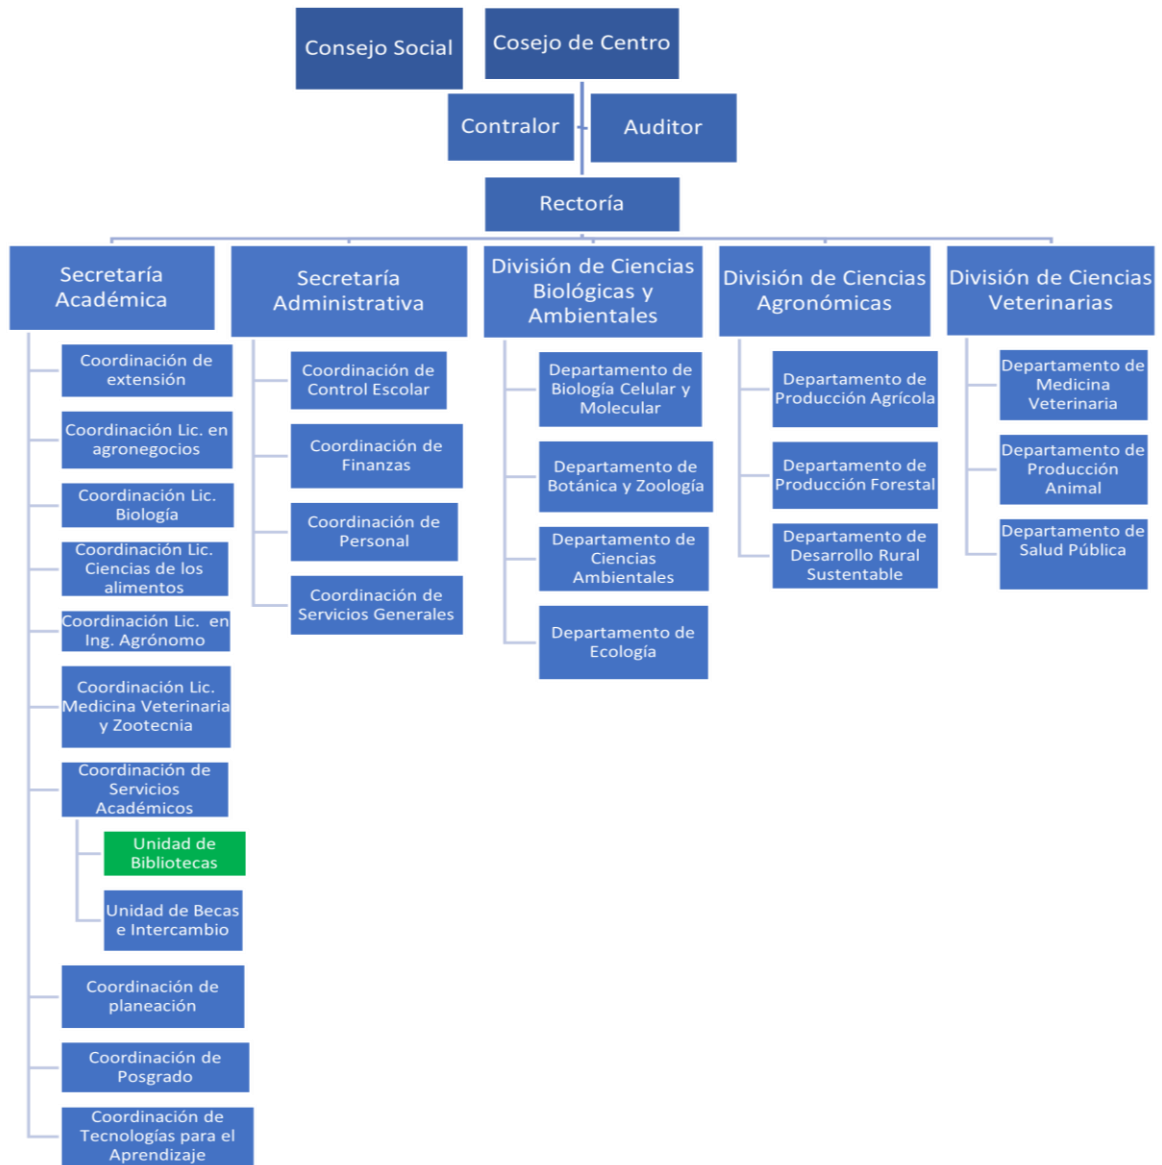 Consejo Social
Cosejo de Centro
Contralor
Auditor
Rectoría
Secretaría
Académica
Coordinación de
extensión
Coordinación Lic. en
agronegocios
Coordinación Lic.
Biología
Coordinación Lic.
Ciencias de los
alimentos
Coordinación Lic. en
Ing. Agrónomo
Coordinación Lic.
Medicina Veterinaria
y Zootecnia
Coordinación de
Servicios
Académicos
Unidad de
Bibliotecas
Unidad de Becas
e Intercambio
Coordinación de
planeación
Coordinación de
Posgrado
Coordinación de
Tecnologías para el
Aprendizaje
Secretaría
Administrativa
Coordinación de
Control Escolar
Coordinación de
Finanzas
Coordinación de
Personal
Coordinación de
Servicios Generales
División de Ciencias
Biológicas y
Ambientales
Departamento de
Biología Celular y
Molecular
Departamento de
Botánica y Zoología
Departamento de
Ciencias
Ambientales
Departamento de
Ecología
División de Ciencias
Agronómicas
Departamento de
Producción Agrícola
Departamento de
Producción Forestal
Departamento de
Desarrollo Rural
Sustentable
División de Ciencias
Veterinarias
Departamento de
Medicina
Veterinaria
Departamento de
Producción
Animal
Departamento de
Salud Pública